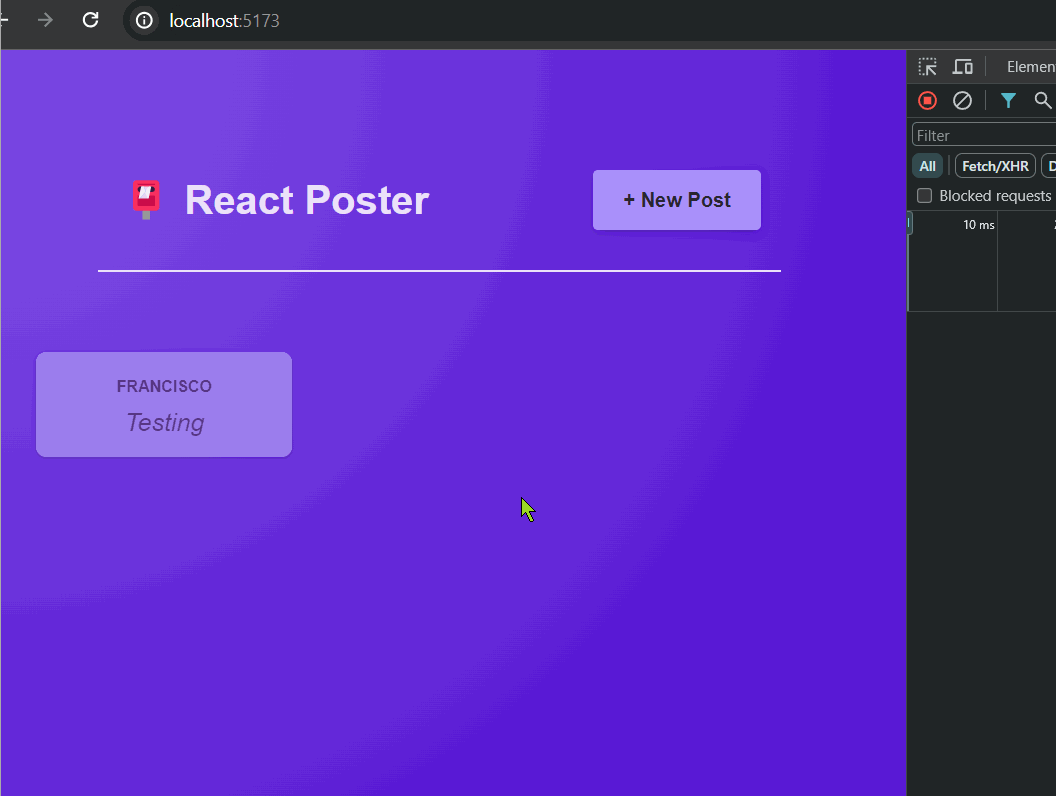 localhost:5173
Elemen
Filter
All
Fetch/XHR
D
Blocked requests
10 ms
React Poster
+ New Post
FRANCISCO
Testing